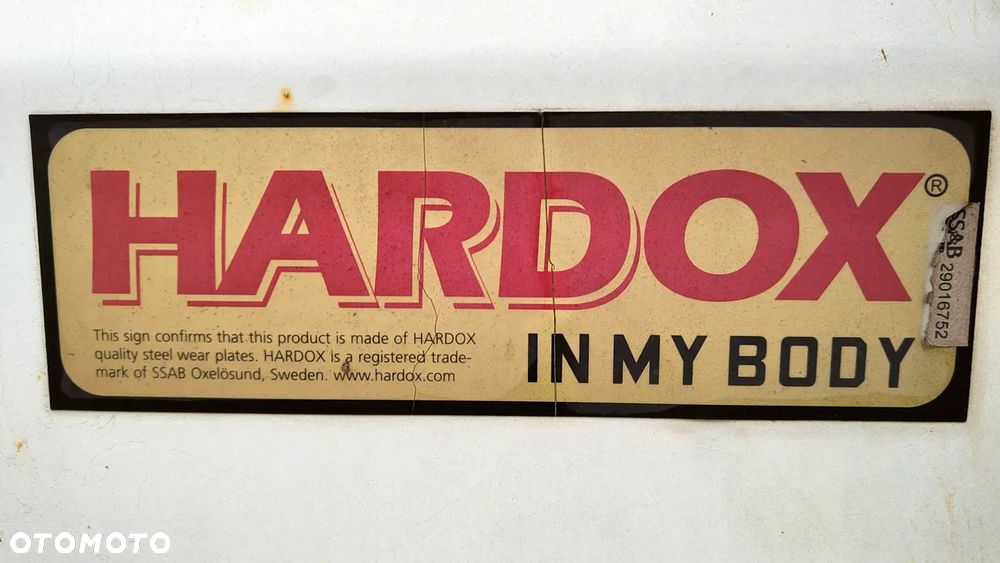 HARDOX®
SS&B
29016752
This sign confirms that this product is made of HARDOX
quality steel wear plates. HARDOX is a registered trade-
mark of SSAB Oxelösund, Sweden. www.hardox.com
IN MY BODY
OTOMOTO